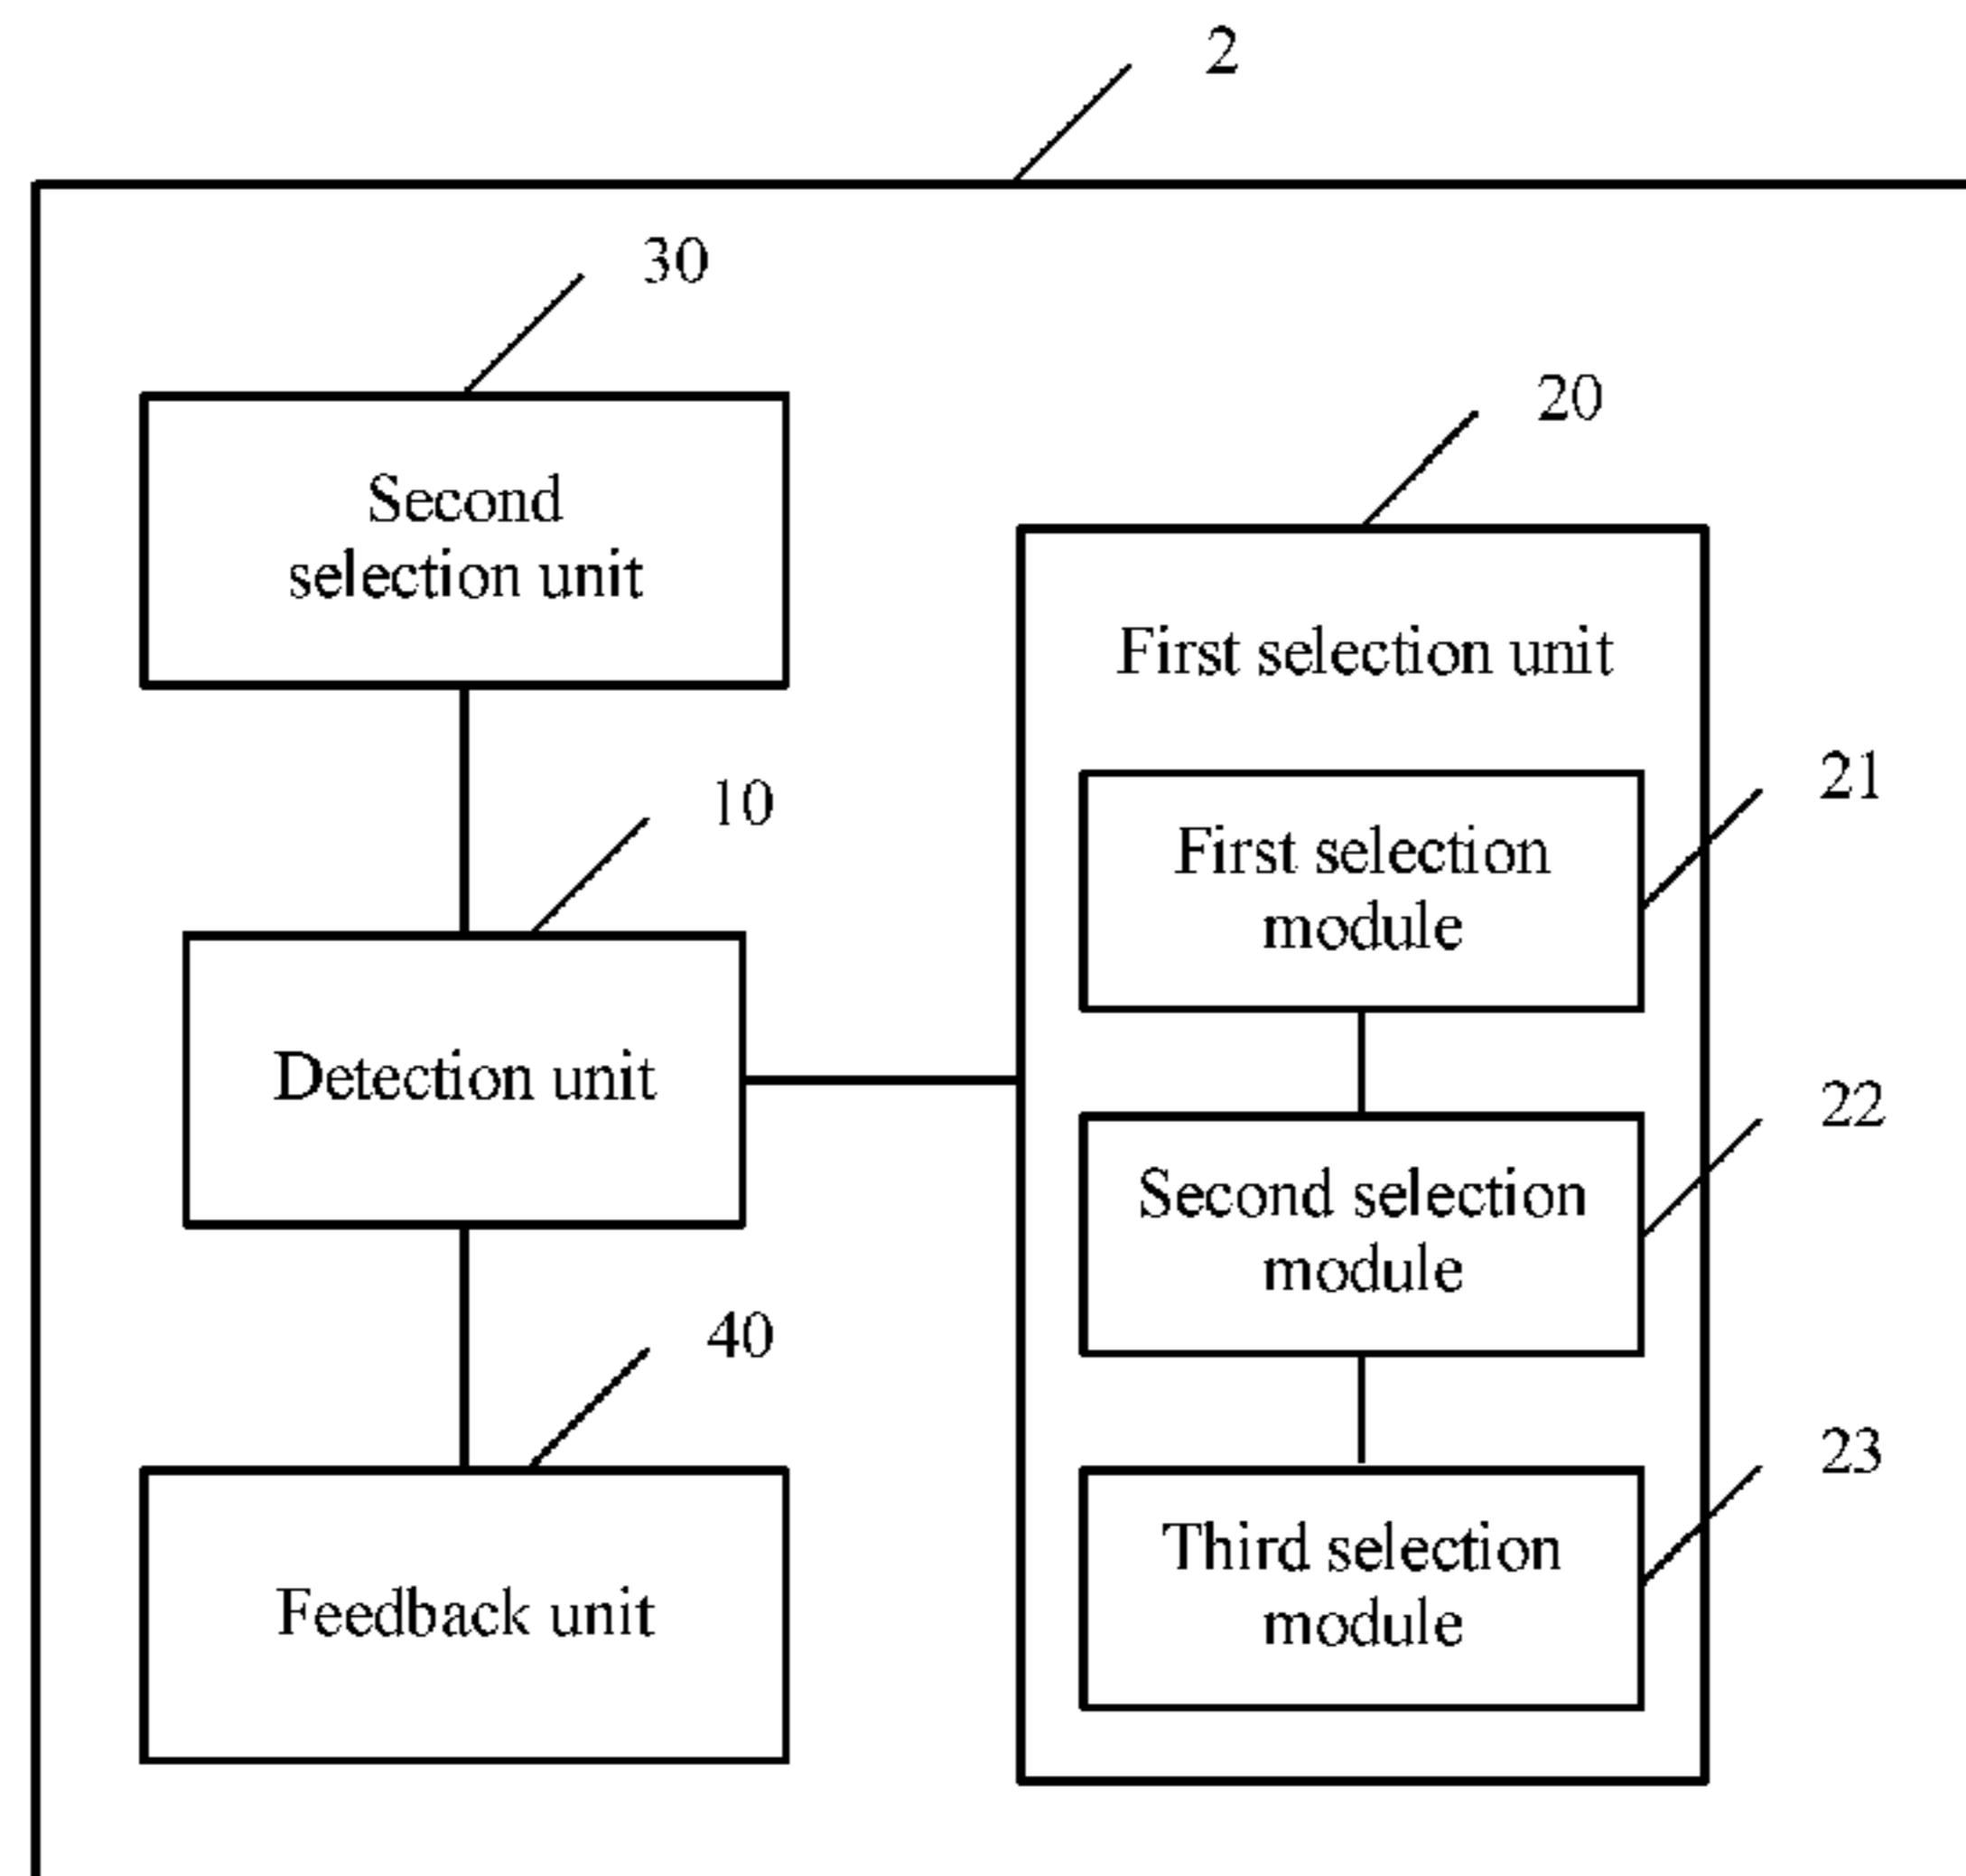 2
30
Second
selection unit
20
First selection unit
21
First selection
module
10
Detection unit
22
Second selection
module
40
Feedback unit
23
Third selection
module